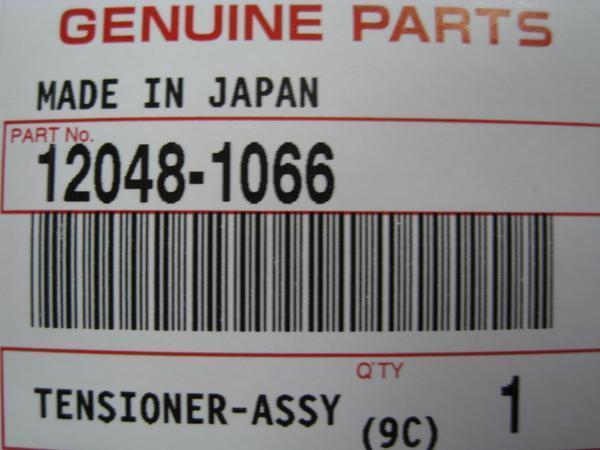 GENUINE PARTS
MADE IN JAPAN
PART No.
12048-1066
Q'TY
TENSIONER-ASSY 1
(9C)